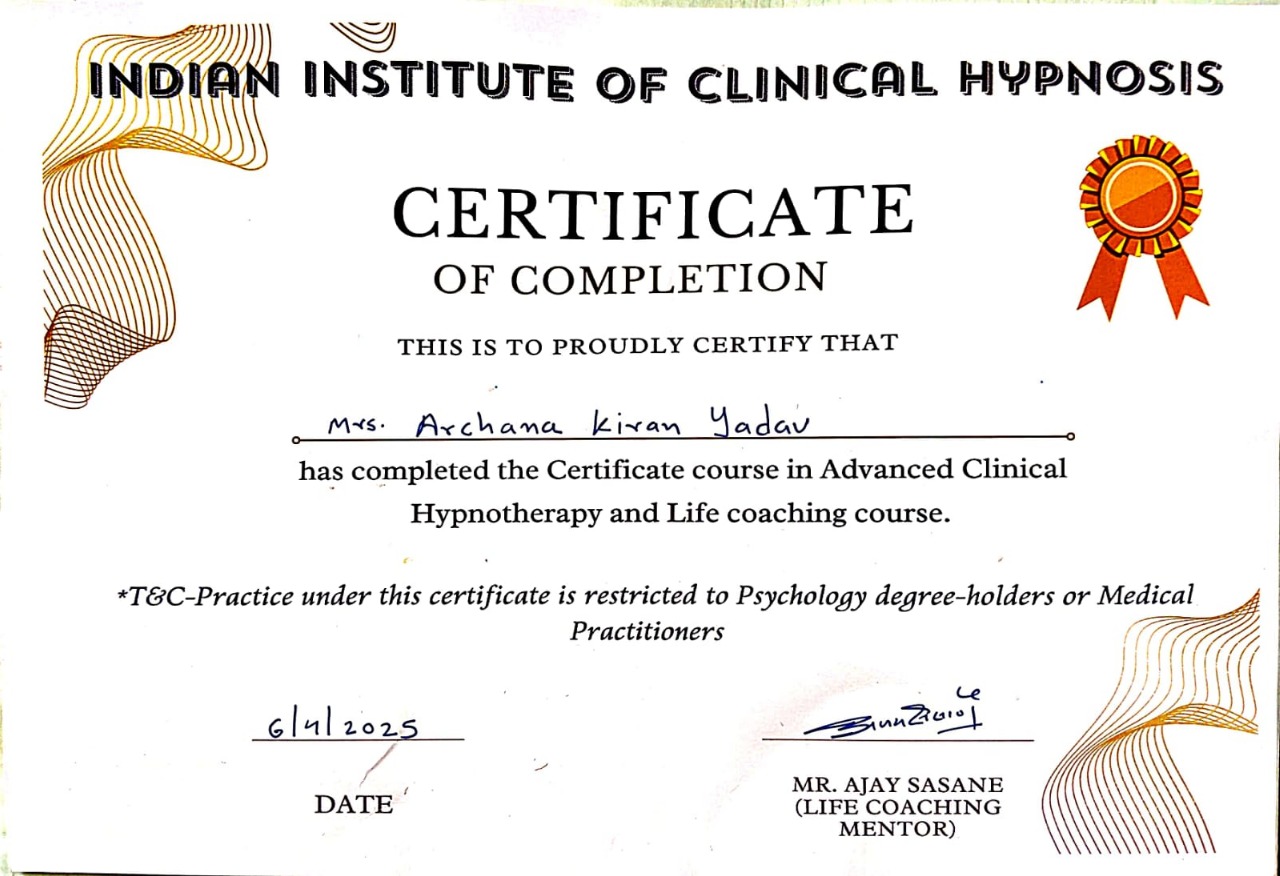 INDIAN INSTITUTE OF CLINICAL HYPNOSIS
CERTIFICATE
OF COMPLETION
THIS IS TO PROUDLY CERTIFY THAT
Mrs. Archana Kiran Yadav
has completed the Certificate course in Advanced Clinical
Hypnotherapy and Life coaching course.
*T&C-Practice under this certificate is restricted to Psychology degree-holders or Medical
Practitioners
6/4/2025
DATE
MR. AJAY SASANE
(LIFE COACHING
MENTOR)